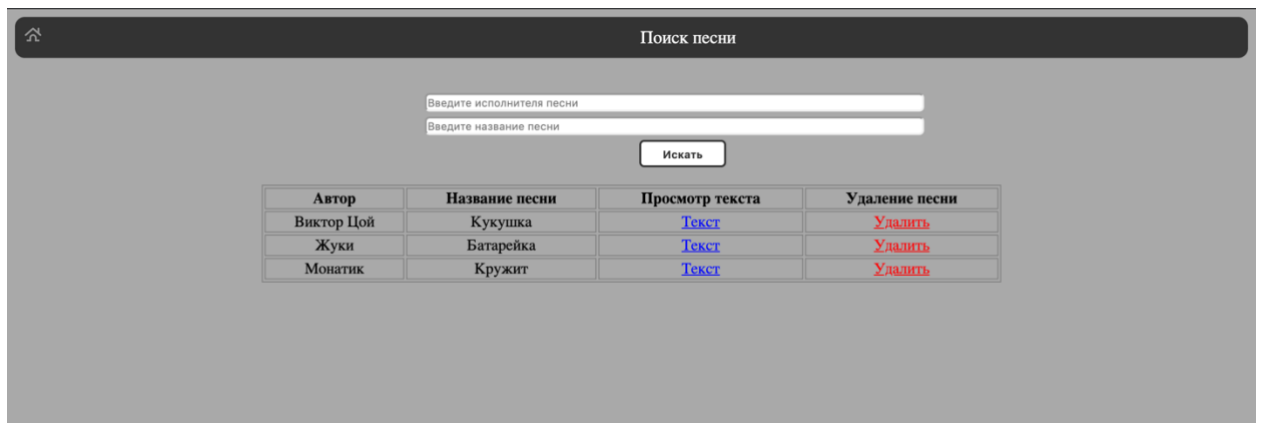 Поиск песни
Введите исполнителя песни
Введите название песни
Искать
Автор Название песни Просмотр текста Удаление песни
Виктор Цой Кукушка Текст Удалить
Жуки Батарейка Текст Удалить
Монатик Кружит Текст Удалить